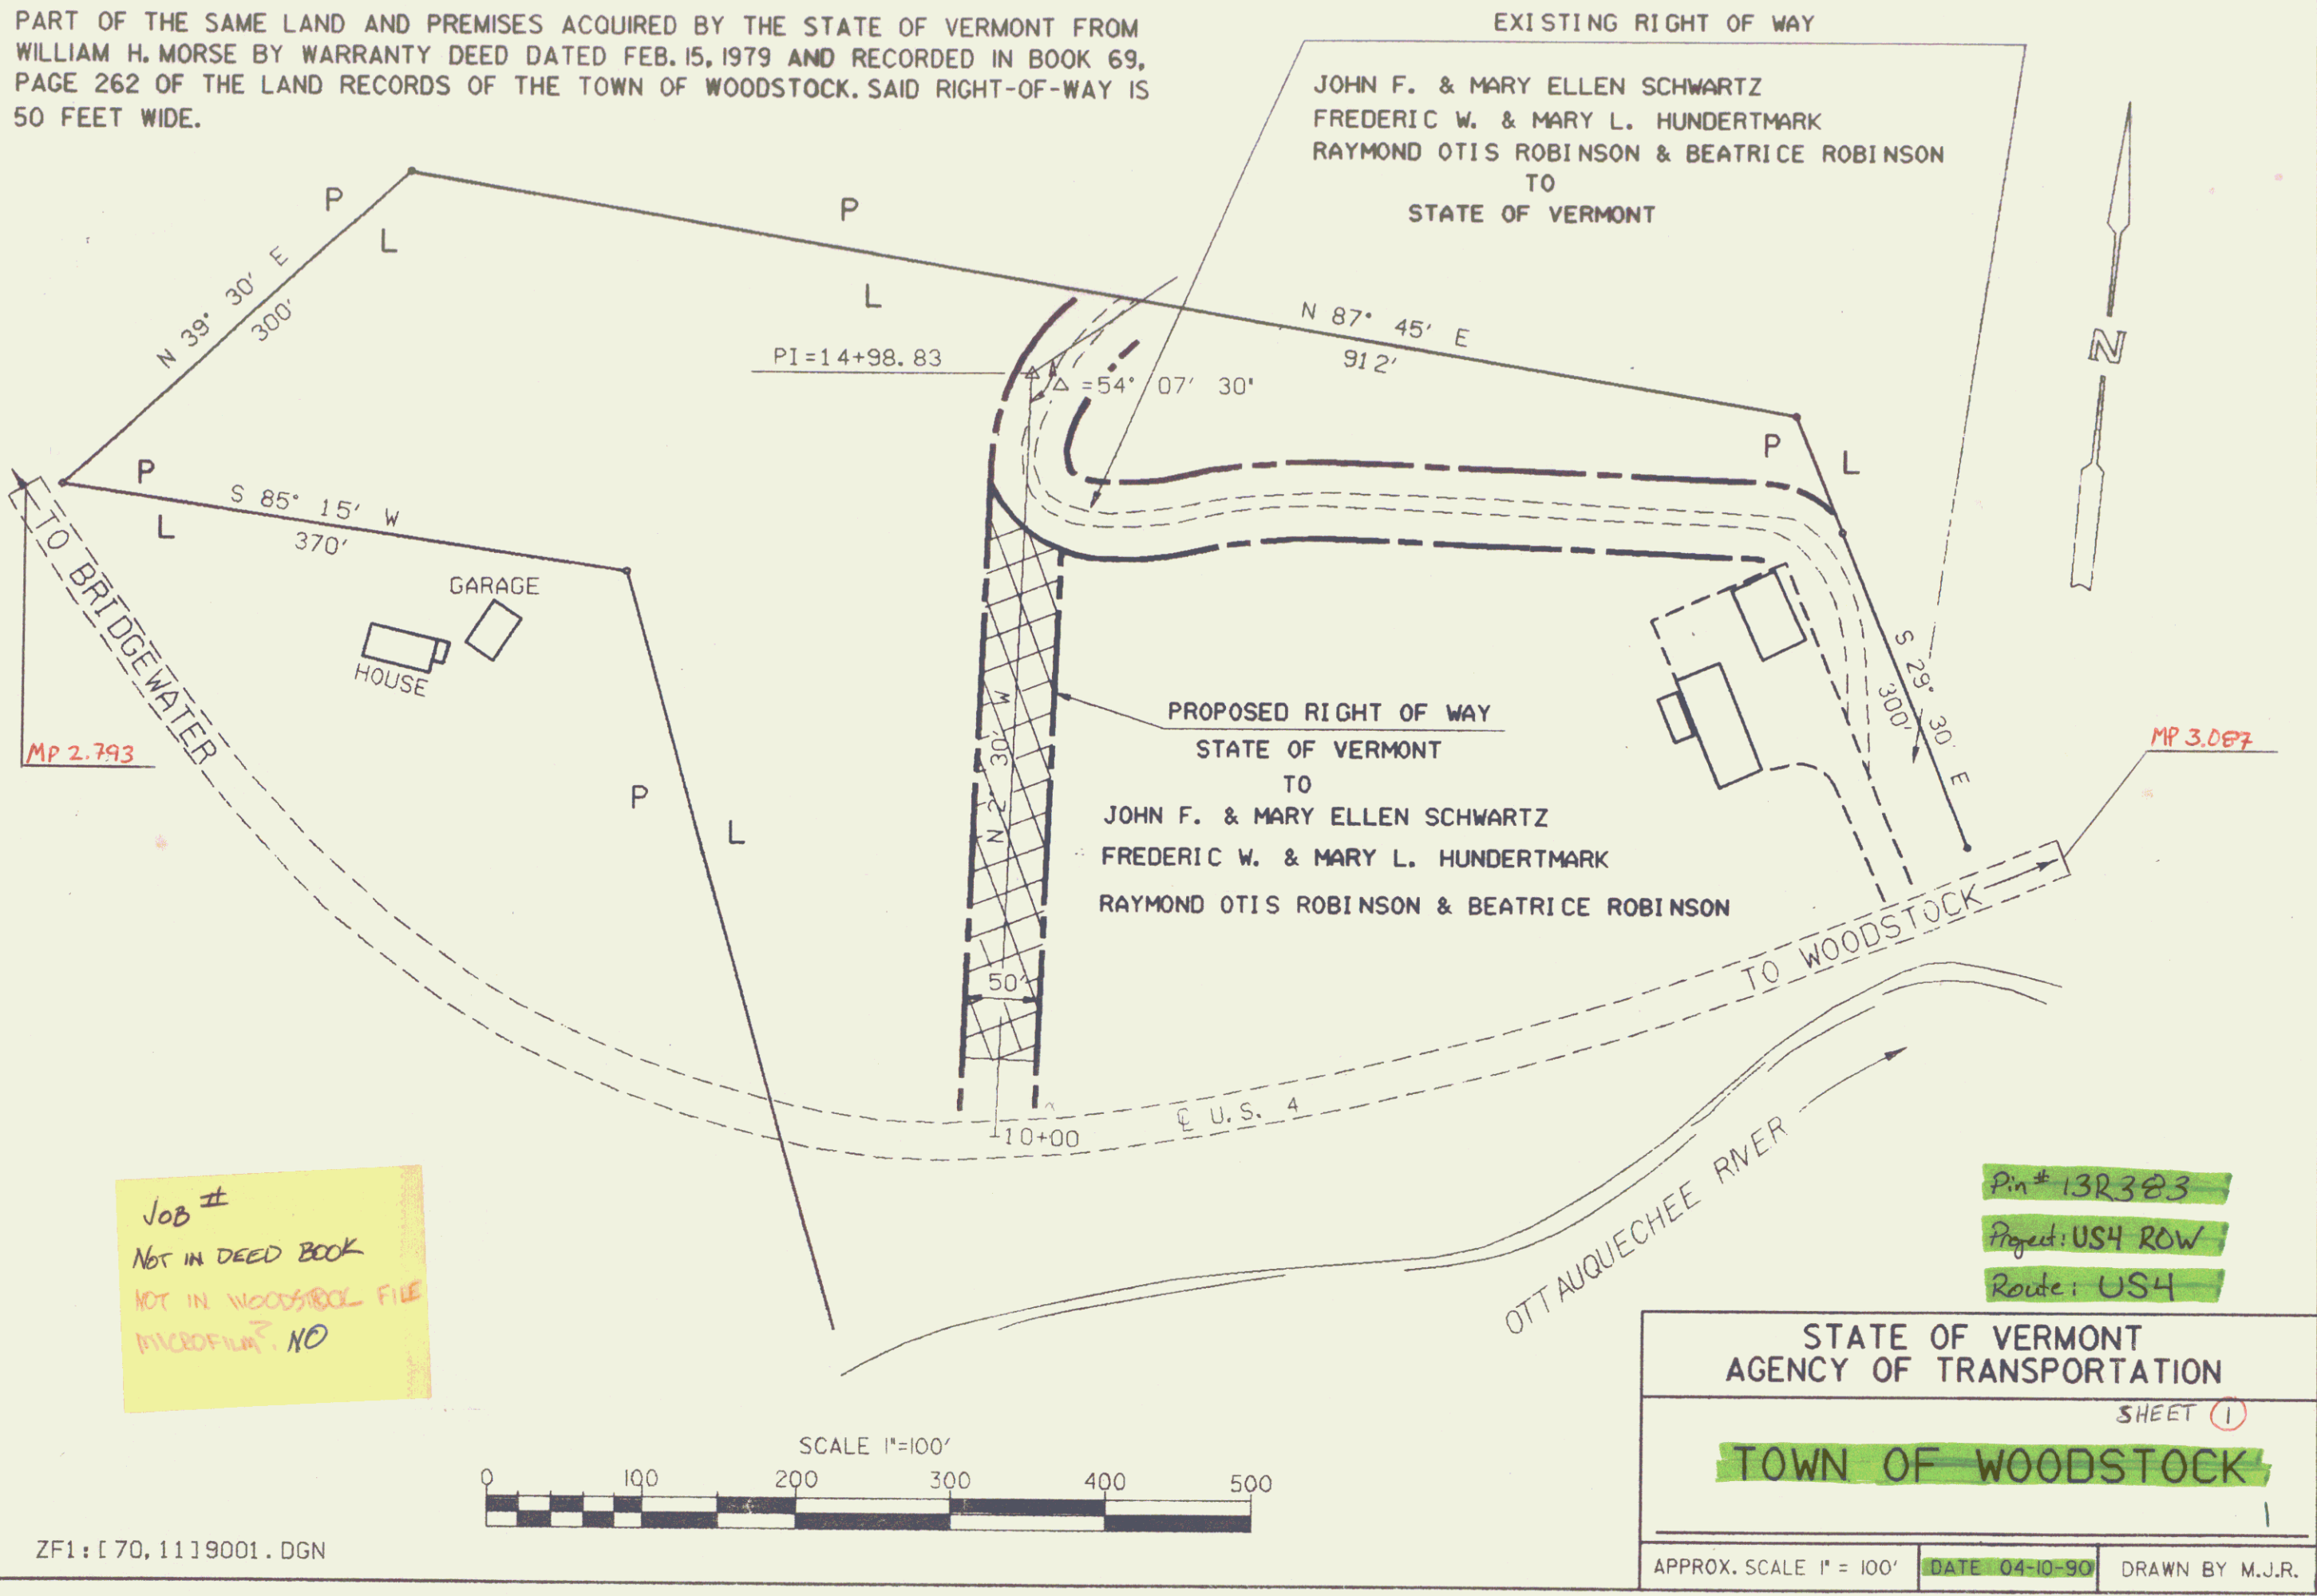 PART OF THE SAME LAND AND PREMISES ACQUIRED BY THE STATE OF VERMONT FROM
WILLIAM H. MORSE BY WARRANTY DEED DATED FEB. 15, 1979 AND RECORDED IN BOOK 69,
PAGE 262 OF THE LAND RECORDS OF THE TOWN OF WOODSTOCK. SAID RIGHT-OF-WAY IS
50 FEET WIDE.
EXISTING RIGHT OF WAY
JOHN F. & MARY ELLEN SCHWARTZ
FREDERIC W. & MARY L. HUNDERTMARK
RAYMOND OTIS ROBINSON & BEATRICE ROBINSON
TO
STATE OF VERMONT
P
L
N 39° 30' E
300'
P
L
N 87° 45' E
912'
PI=14+98.83
△ =54° 07' 30"
N
P
L
P
L
S 85° 15' W
370'
GARAGE
HOUSE
TO BRIDGEWATER
MP 2.793
P
L
N 2° 30' W
50'
PROPOSED RIGHT OF WAY
STATE OF VERMONT
TO
JOHN F. & MARY ELLEN SCHWARTZ
FREDERIC W. & MARY L. HUNDERTMARK
RAYMOND OTIS ROBINSON & BEATRICE ROBINSON
S 29° 30' E
300'
MP 3.087
TO WOODSTOCK
℄ U.S. 4
10+00
OTTAUQUECHEE RIVER
JOB #
NOT IN DEED BOOK
NOT IN WOODSTOCK FILE
MICROFILM? NO
Pin# 13R383
Project: US4 ROW
Route: US4
STATE OF VERMONT
AGENCY OF TRANSPORTATION
SHEET 1
TOWN OF WOODSTOCK
1
APPROX. SCALE 1" = 100'
DATE 04-10-90
DRAWN BY M.J.R.
SCALE 1"=100'
0 100 200 300 400 500
ZF1:[70,11]9001.DGN